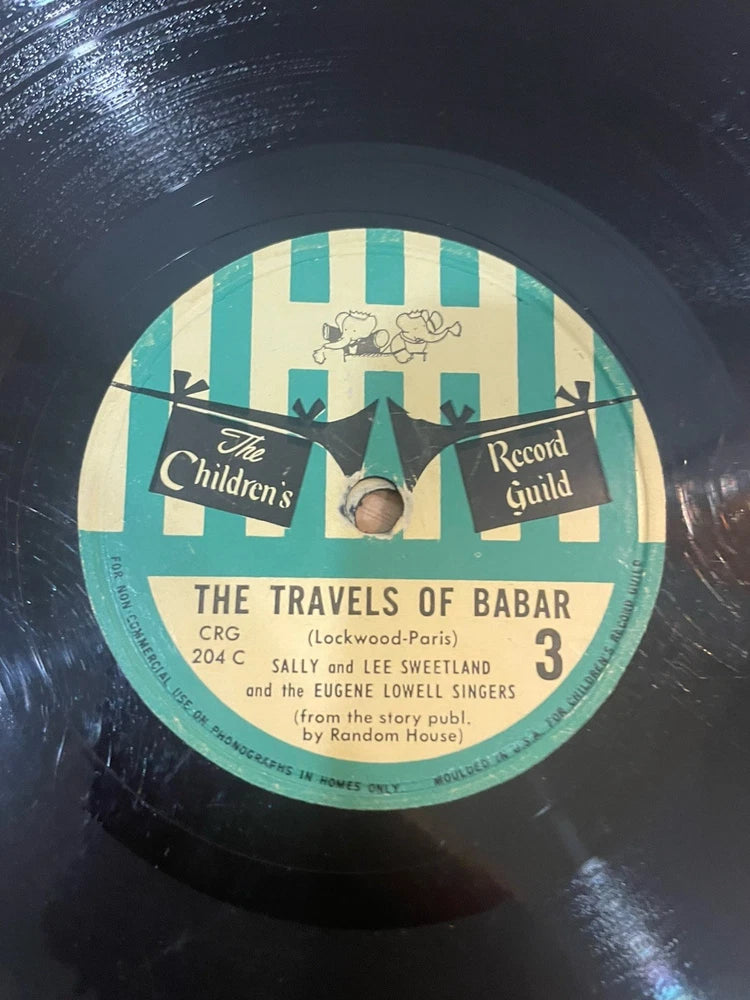 The
Children's
Record
Guild
THE TRAVELS OF BABAR
CRG
204 C
(Lockwood-Paris)
3
SALLY and LEE SWEETLAND
and the EUGENE LOWELL SINGERS
(from the story publ.
by Random House)
FOR NON COMMERCIAL USE ON PHONOGRAPHS IN HOMES ONLY. MOULDED IN U.S.A. FOR CHILDREN'S RECORD GUILD